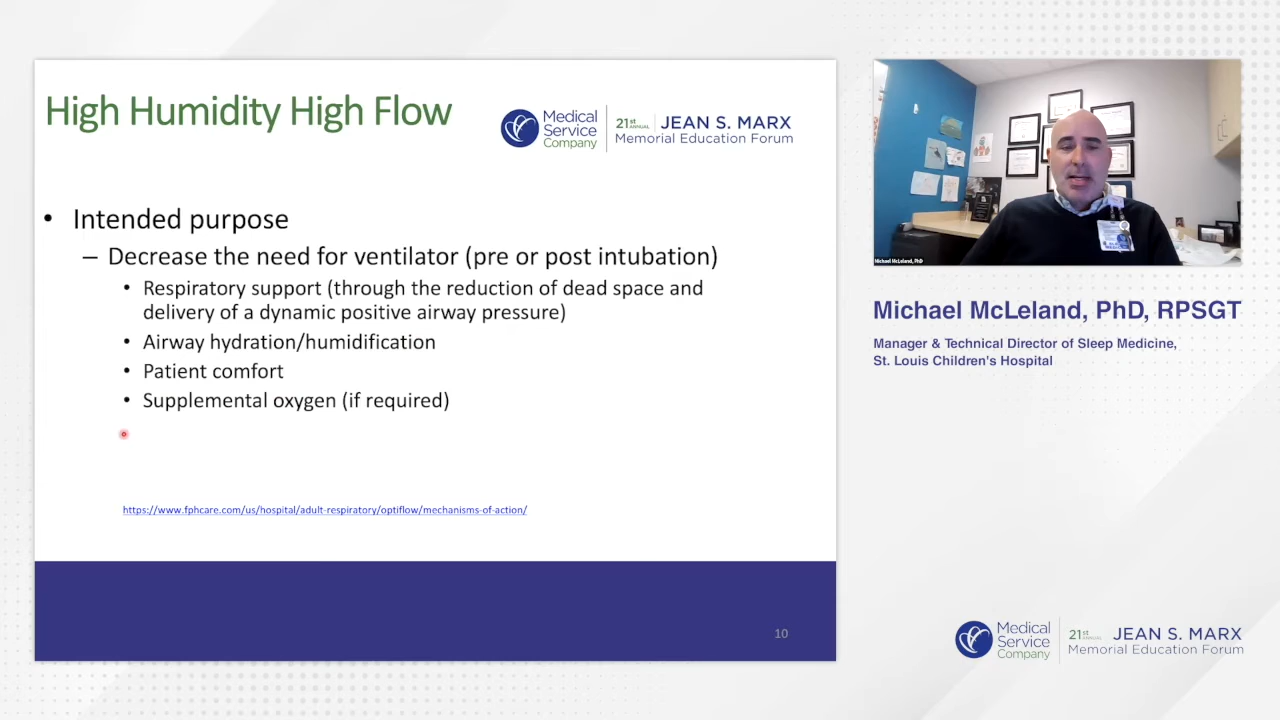 High Humidity High Flow
Medical
Service
Company
21st
ANNUAL
JEAN S. MARX
Memorial Education Forum
• Intended purpose
– Decrease the need for ventilator (pre or post intubation)
• Respiratory support (through the reduction of dead space and
delivery of a dynamic positive airway pressure)
• Airway hydration/humidification
• Patient comfort
• Supplemental oxygen (if required)
https://www.fphcare.com/us/hospital/adult-respiratory/optiflow/mechanisms-of-action/
10
Michael McLeland, PhD
Michael McLeland, PhD, RPSGT
Manager & Technical Director of Sleep Medicine,
St. Louis Children's Hospital
Medical
Service
Company
21st
ANNUAL
JEAN S. MARX
Memorial Education Forum